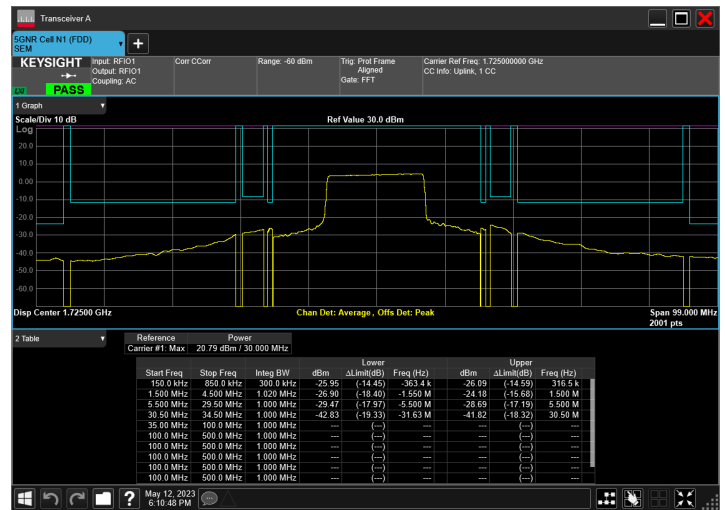 Transceiver A
5GNR Cell N1 (FDD)
SEM
KEYSIGHT
LXI
PASS
Input: RFIO1
Output: RFIO1
Coupling: AC
Corr CCorr
Range: -60 dBm
Trig: Prot Frame
Aligned
Gate: FFT
Carrier Ref Freq: 1.725000000 GHz
CC Info: Uplink, 1 CC
1 Graph
Scale/Div 10 dB
Ref Value 30.0 dBm
Log
20.0
10.0
0.00
-10.0
-20.0
-30.0
-40.0
-50.0
-60.0
Disp Center 1.72500 GHz
Chan Det: Average, Offs Det: Peak
Span 99.000 MHz
2001 pts
2 Table
Reference Power
Carrier #1: Max 20.79 dBm / 30.000 MHz
Lower Upper
Start Freq Stop Freq Integ BW dBm ΔLimit(dB) Freq (Hz) dBm ΔLimit(dB) Freq (Hz)
150.0 kHz 850.0 kHz 300.0 kHz -25.95 (-14.45) -363.4 k -26.09 (-14.59) 316.5 k
1.500 MHz 4.500 MHz 1.020 MHz -26.90 (-18.40) -1.550 M -24.18 (-15.68) 1.500 M
5.500 MHz 29.50 MHz 1.000 MHz -29.47 (-17.97) -5.500 M -28.69 (-17.19) 5.500 M
30.50 MHz 34.50 MHz 1.000 MHz -42.83 (-19.33) -31.63 M -41.82 (-18.32) 30.50 M
35.00 MHz 100.0 MHz 1.000 MHz --- (---) --- --- (---) ---
100.0 MHz 500.0 MHz 1.000 MHz --- (---) --- --- (---) ---
100.0 MHz 500.0 MHz 1.000 MHz --- (---) --- --- (---) ---
100.0 MHz 500.0 MHz 1.000 MHz --- (---) --- --- (---) ---
100.0 MHz 500.0 MHz 1.000 MHz --- (---) --- --- (---) ---
100.0 MHz 500.0 MHz 1.000 MHz --- (---) --- --- (---) ---
?
May 12, 2023
6:10:48 PM